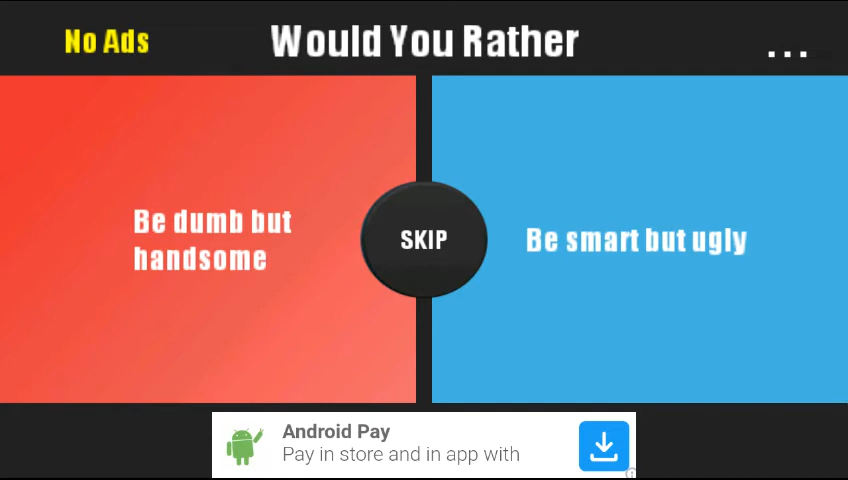 No Ads
Would You Rather
...
Be dumb but
handsome
SKIP
Be smart but ugly
Android Pay
Pay in store and in app with